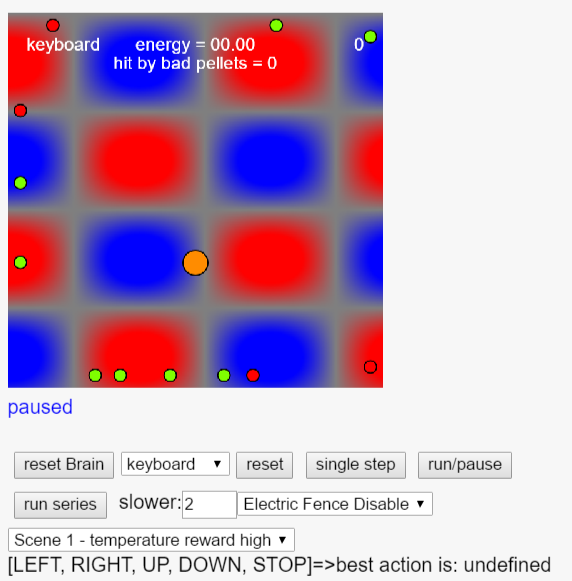 keyboard energy = 00.00 0
hit by bad pellets = 0
paused
reset Brain keyboard reset single step run/pause
run series slower: 2 Electric Fence Disable
Scene 1 - temperature reward high
[LEFT, RIGHT, UP, DOWN, STOP]=>best action is: undefined